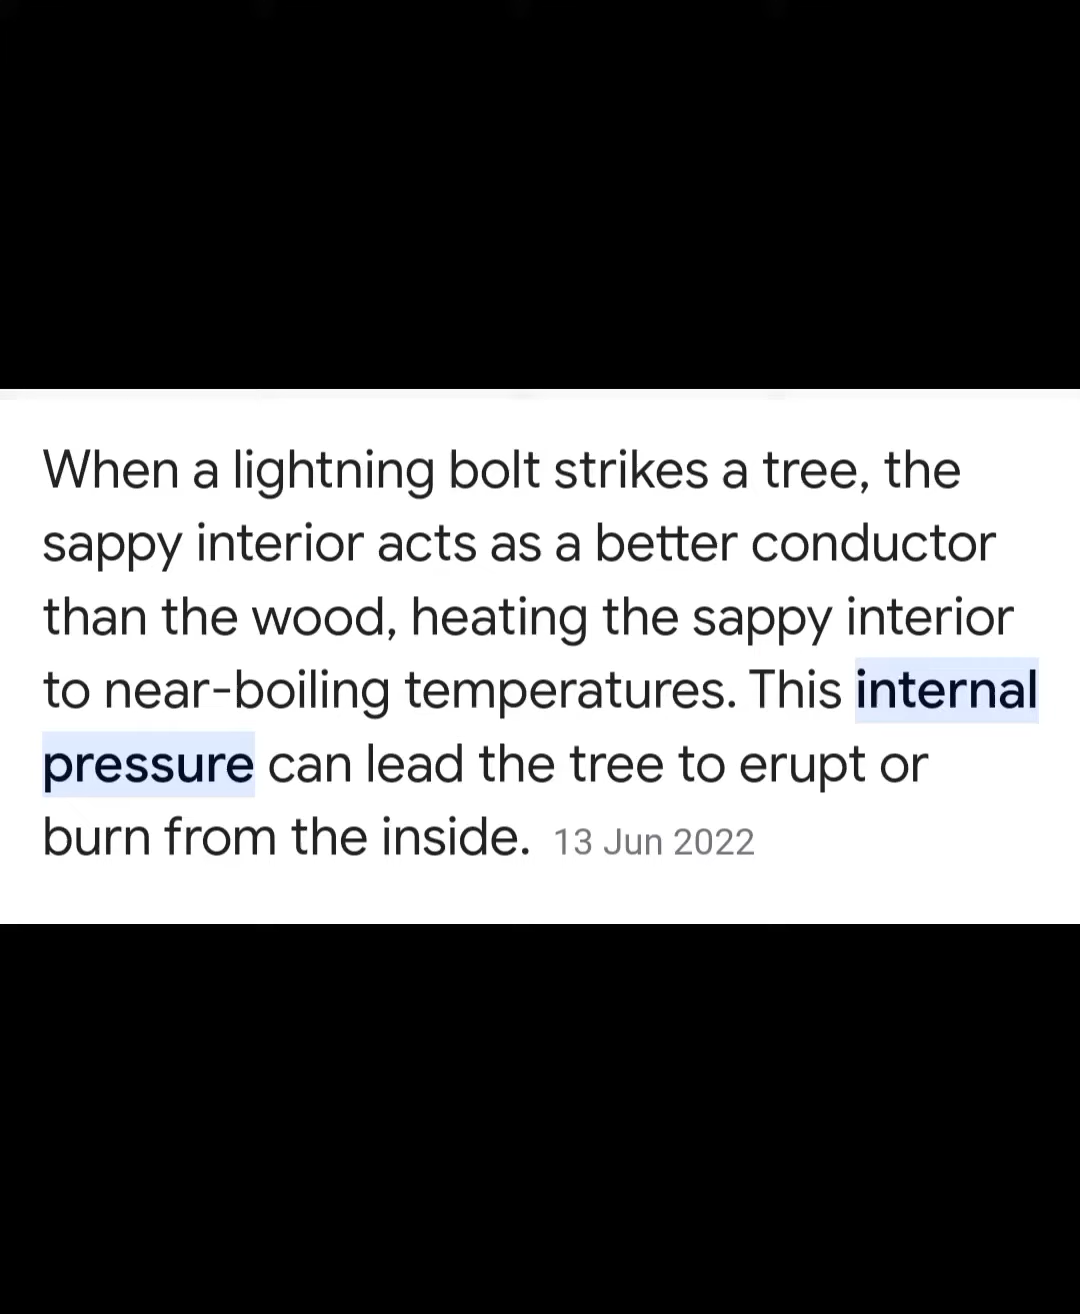 When a lightning bolt strikes a tree, the
sappy interior acts as a better conductor
than the wood, heating the sappy interior
to near-boiling temperatures. This internal
pressure can lead the tree to erupt or
burn from the inside. 13 Jun 2022